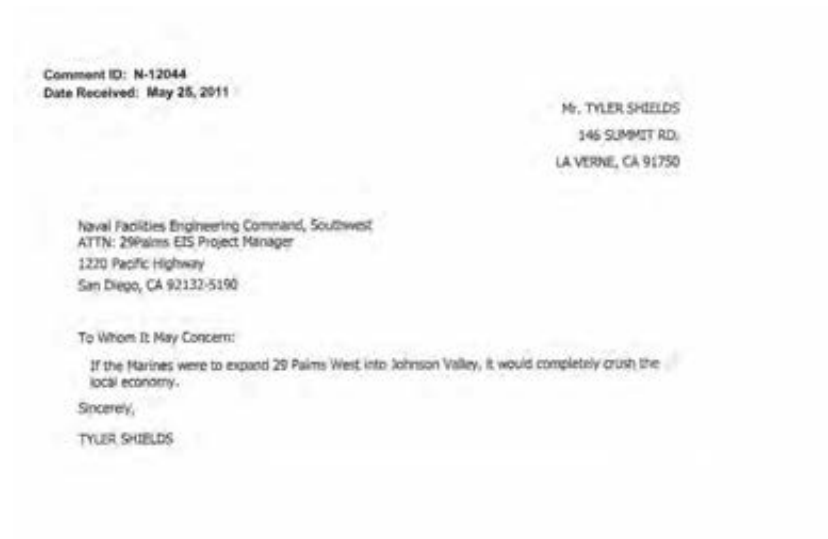 Comment ID: N-12044
Date Received: May 25, 2011
Mr. TYLER SHIELDS
146 SUMMIT RD.
LA VERNE, CA 91750
Naval Facilities Engineering Command, Southwest
ATTN: 29Palms EIS Project Manager
1220 Pacific Highway
San Diego, CA 92132-5190
To Whom It May Concern:
If the Marines were to expand 29 Palms West into Johnson Valley, it would completely crush the
local economy.
Sincerely,
TYLER SHIELDS